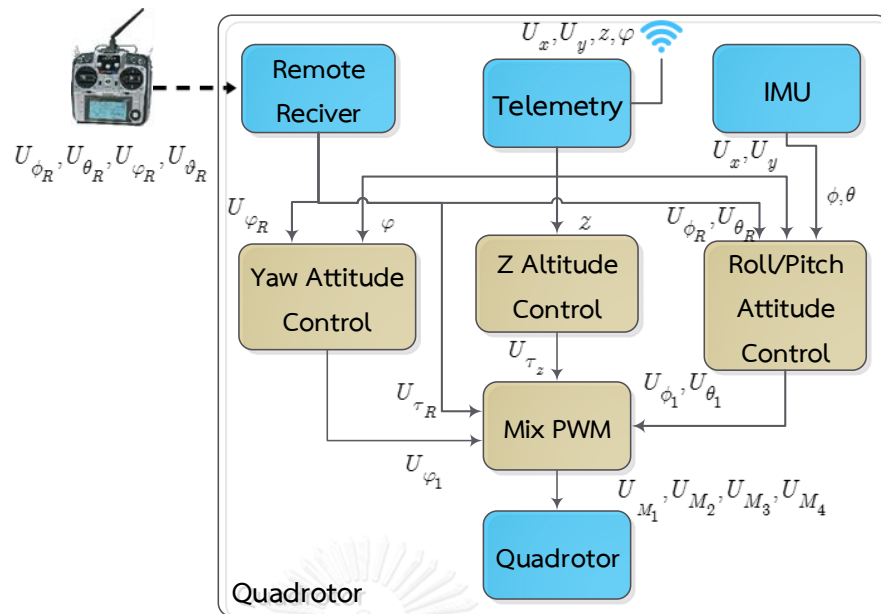 U_x, U_y, z, φ
Remote
Reciver
Telemetry
IMU
U_{ϕ_R}, U_{θ_R}, U_{φ_R}, U_{ϑ_R}
U_x, U_y
ϕ, θ
U_{φ_R}
φ
z
U_{ϕ_R}, U_{θ_R}
Yaw Attitude
Control
Z Altitude
Control
Roll/Pitch
Attitude
Control
U_{τ_z}
U_{τ_R}
U_{ϕ_1}, U_{θ_1}
Mix PWM
U_{φ_1}
U_{M_1}, U_{M_2}, U_{M_3}, U_{M_4}
Quadrotor
Quadrotor